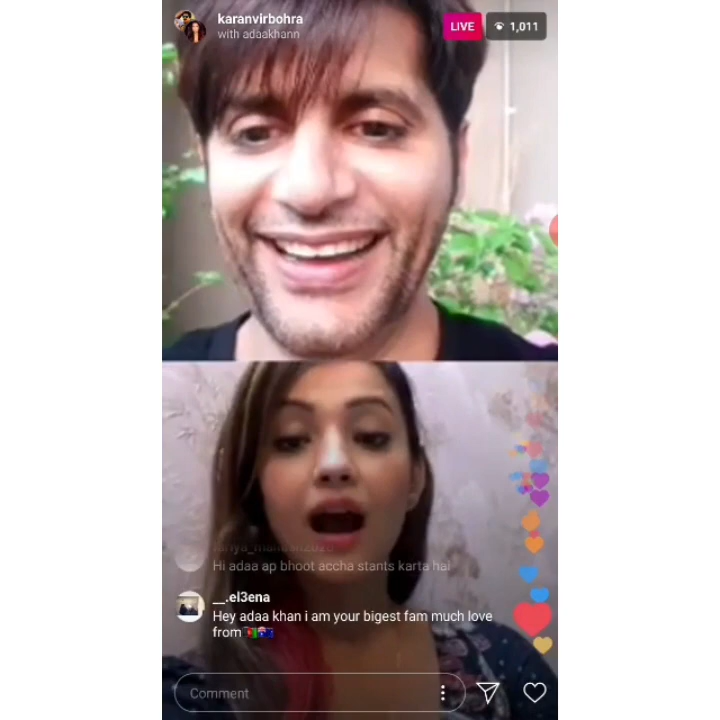 karanvirbohra
with adaakhann
LIVE
1,011
Hi adaa ap bhoot accha stants karta hai
__.el3ena
Hey adaa khan i am your bigest fam much love
from 🇦🇫🇦🇺
Comment